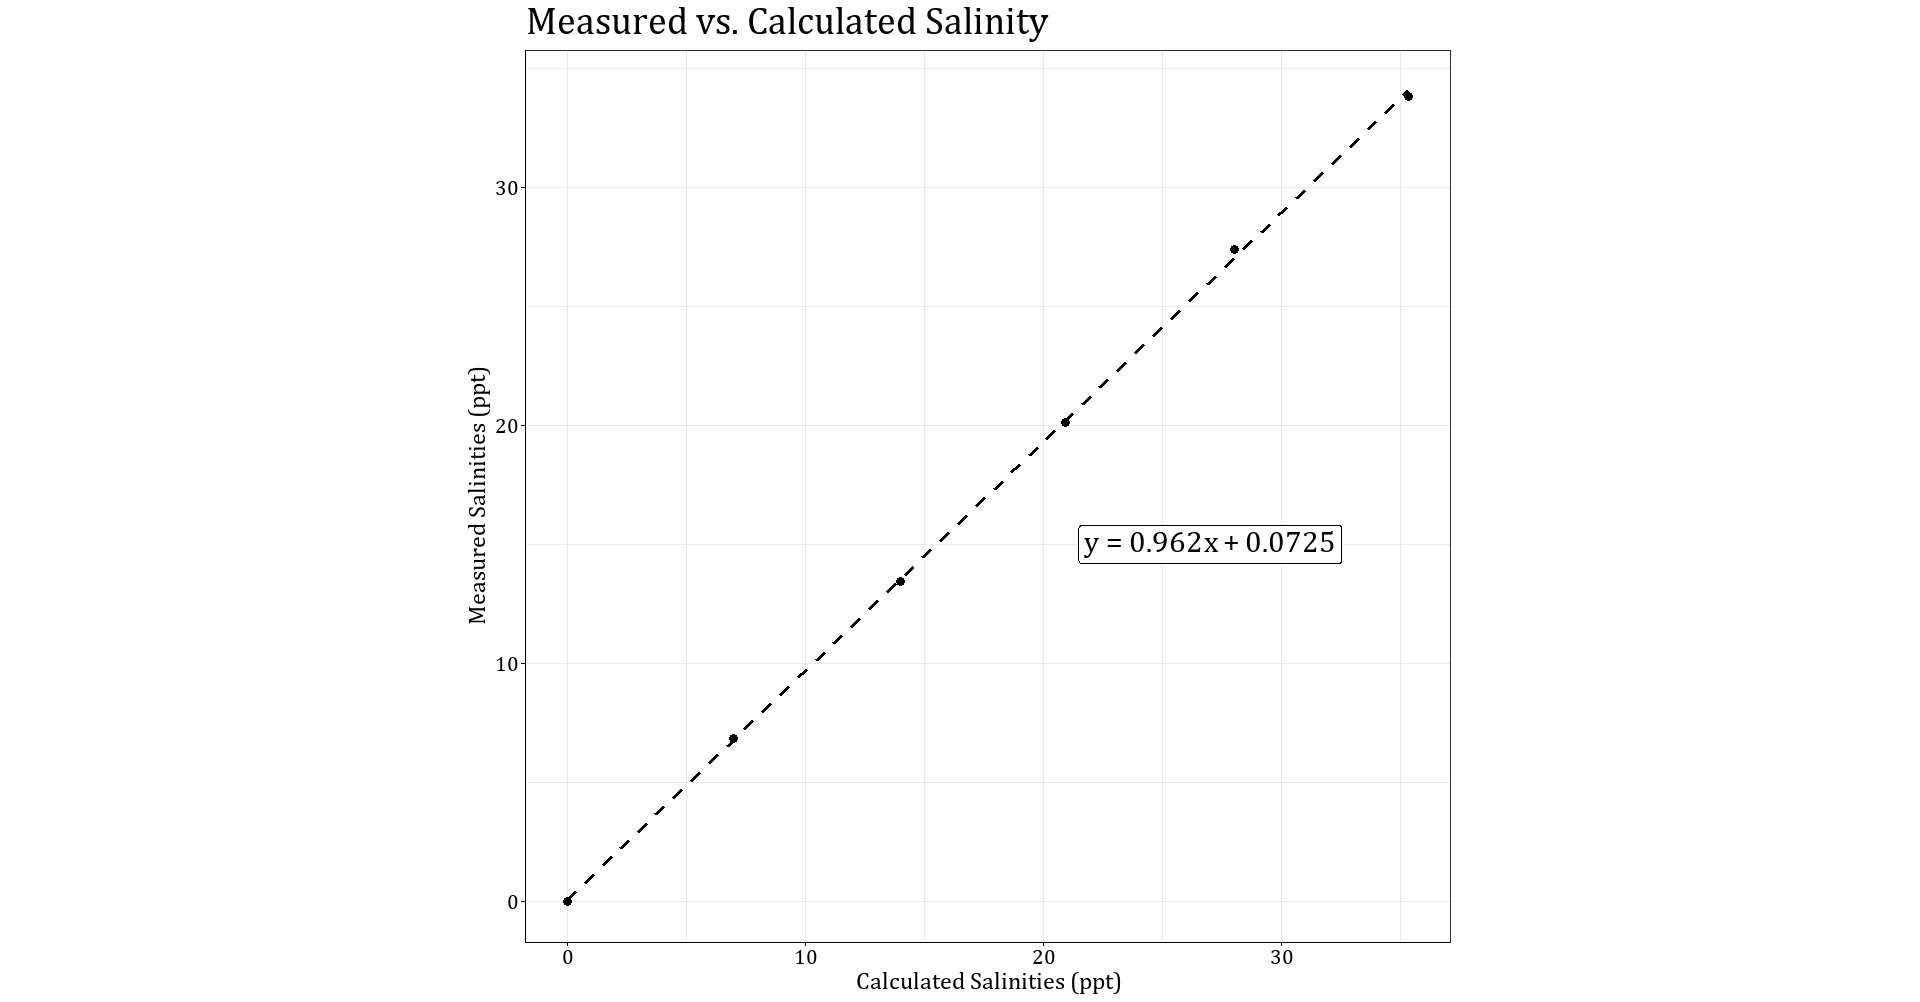 Measured vs. Calculated Salinity
30
20
10
0
Measured Salinities (ppt)
y = 0.962x + 0.0725
0 10 20 30
Calculated Salinities (ppt)